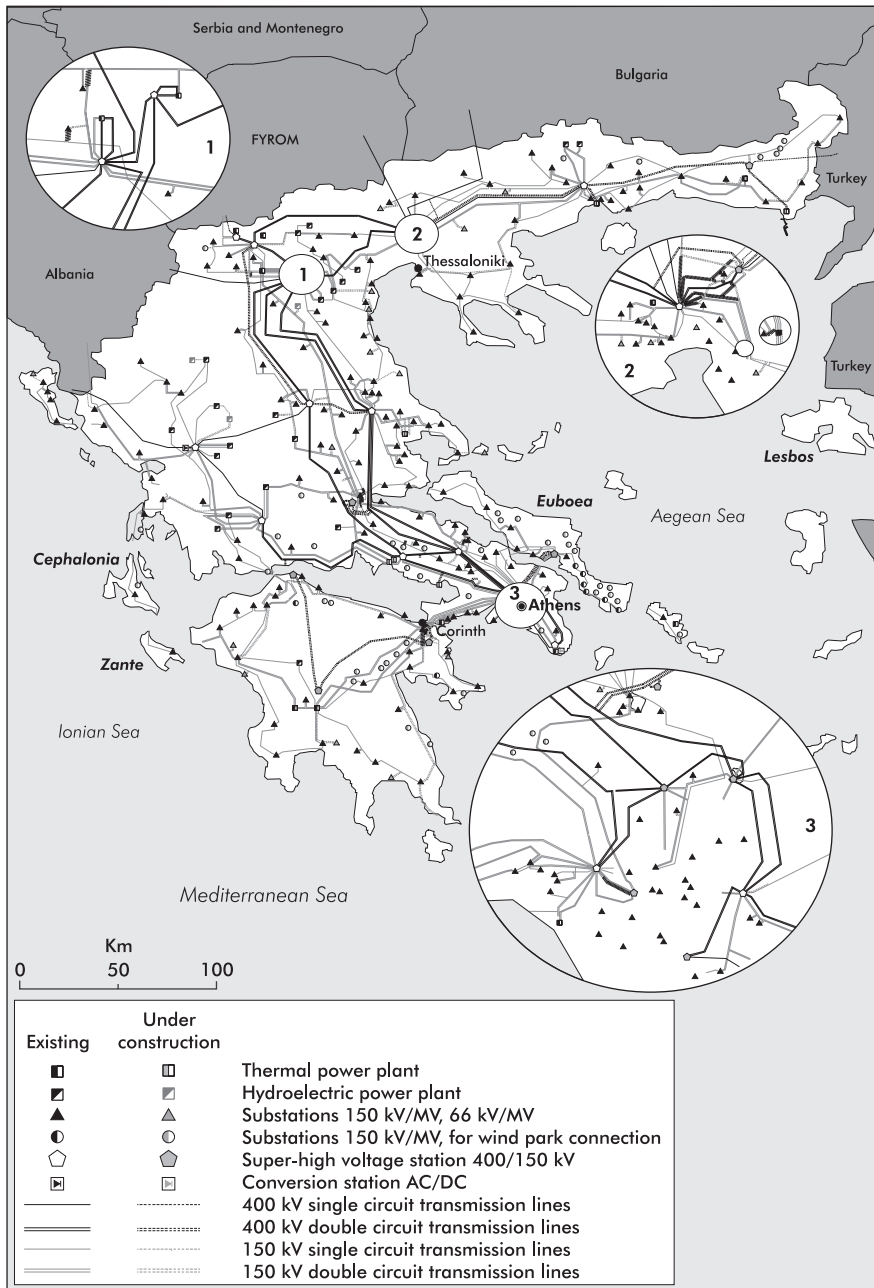 Serbia and Montenegro
Bulgaria
1
FYROM
Turkey
2
Thessaloniki
Albania
1
2
Turkey
Lesbos
Euboea
Aegean Sea
Cephalonia
3
Athens
Corinth
Zante
Ionian Sea
3
Mediterranean Sea
Km
0 50 100
Under
Existing construction
Thermal power plant
Hydroelectric power plant
Substations 150 kV/MV, 66 kV/MV
Substations 150 kV/MV, for wind park connection
Super-high voltage station 400/150 kV
Conversion station AC/DC
400 kV single circuit transmission lines
400 kV double circuit transmission lines
150 kV single circuit transmission lines
150 kV double circuit transmission lines